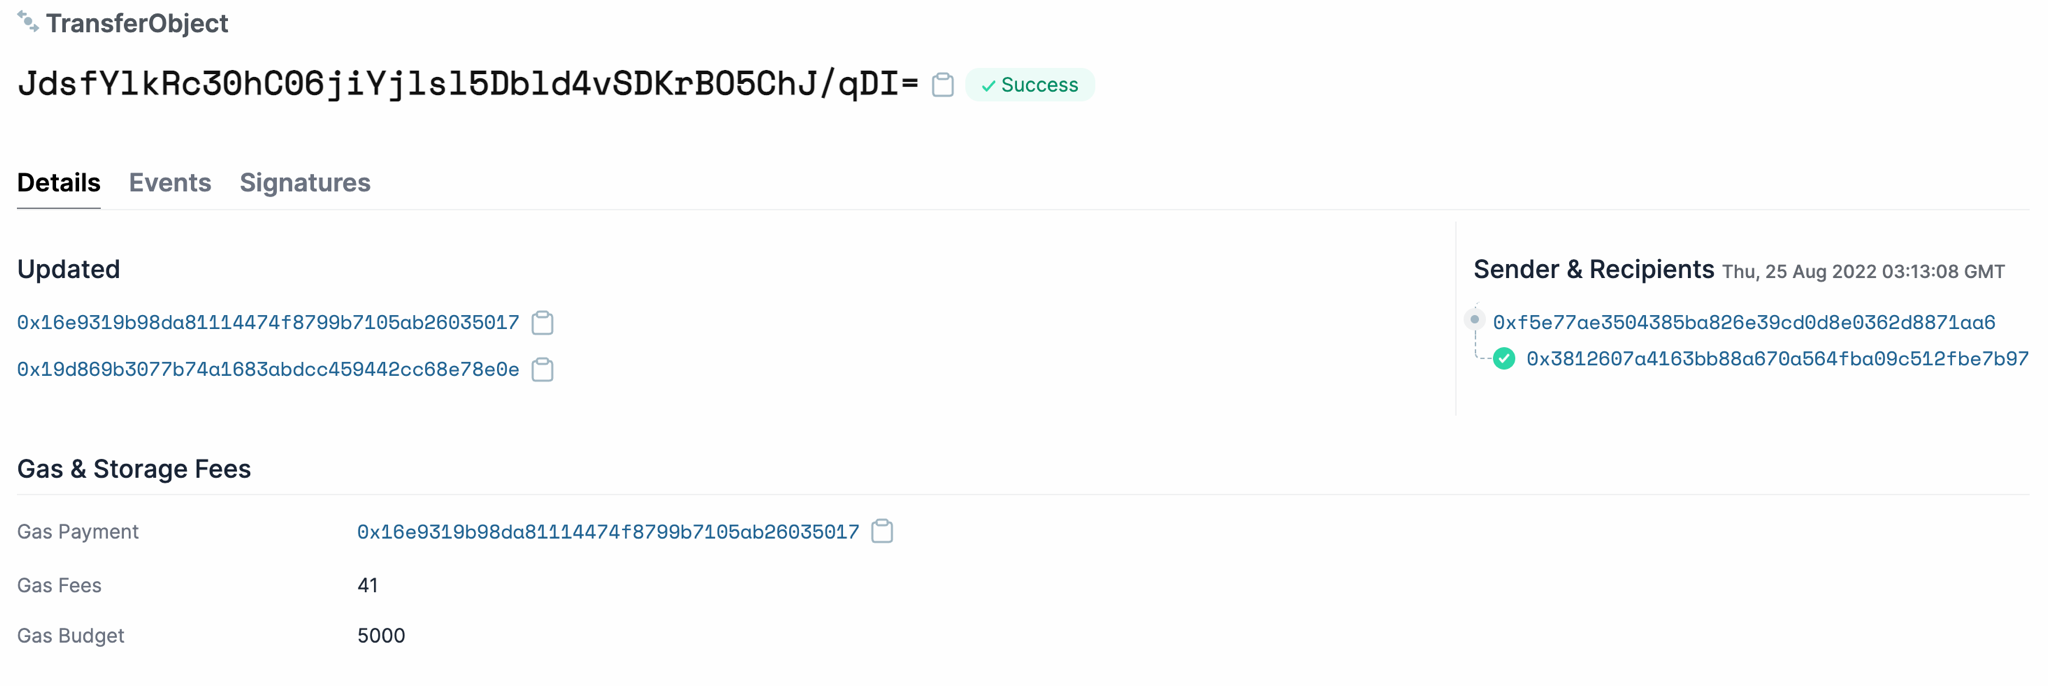 TransferObject
JdsfYlkRc30hC06jiYjlsl5Dbld4vSDKrBO5ChJ/qDI=
Success
Details
Events
Signatures
Updated
0x16e9319b98da81114474f8799b7105ab26035017
0x19d869b3077b74a1683abdcc459442cc68e78e0e
Sender & Recipients Thu, 25 Aug 2022 03:13:08 GMT
0xf5e77ae3504385ba826e39cd0d8e0362d8871aa6
0x3812607a4163bb88a670a564fba09c512fbe7b97
Gas & Storage Fees
Gas Payment 0x16e9319b98da81114474f8799b7105ab26035017
Gas Fees 41
Gas Budget 5000